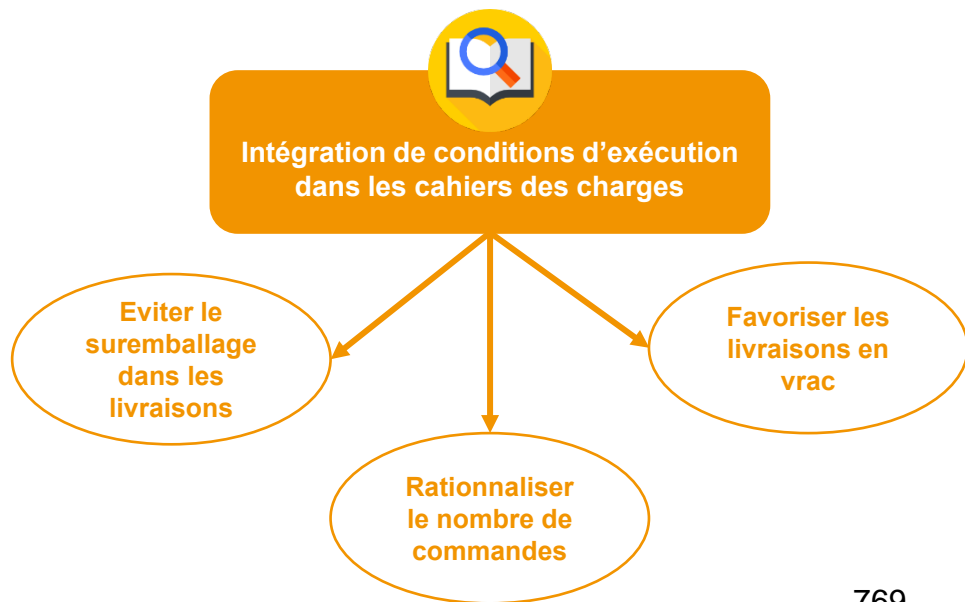 Intégration de conditions d'exécution
dans les cahiers des charges
Eviter le
suremballage
dans les
livraisons
Favoriser les
livraisons en
vrac
Rationnaliser
le nombre de
commandes
769